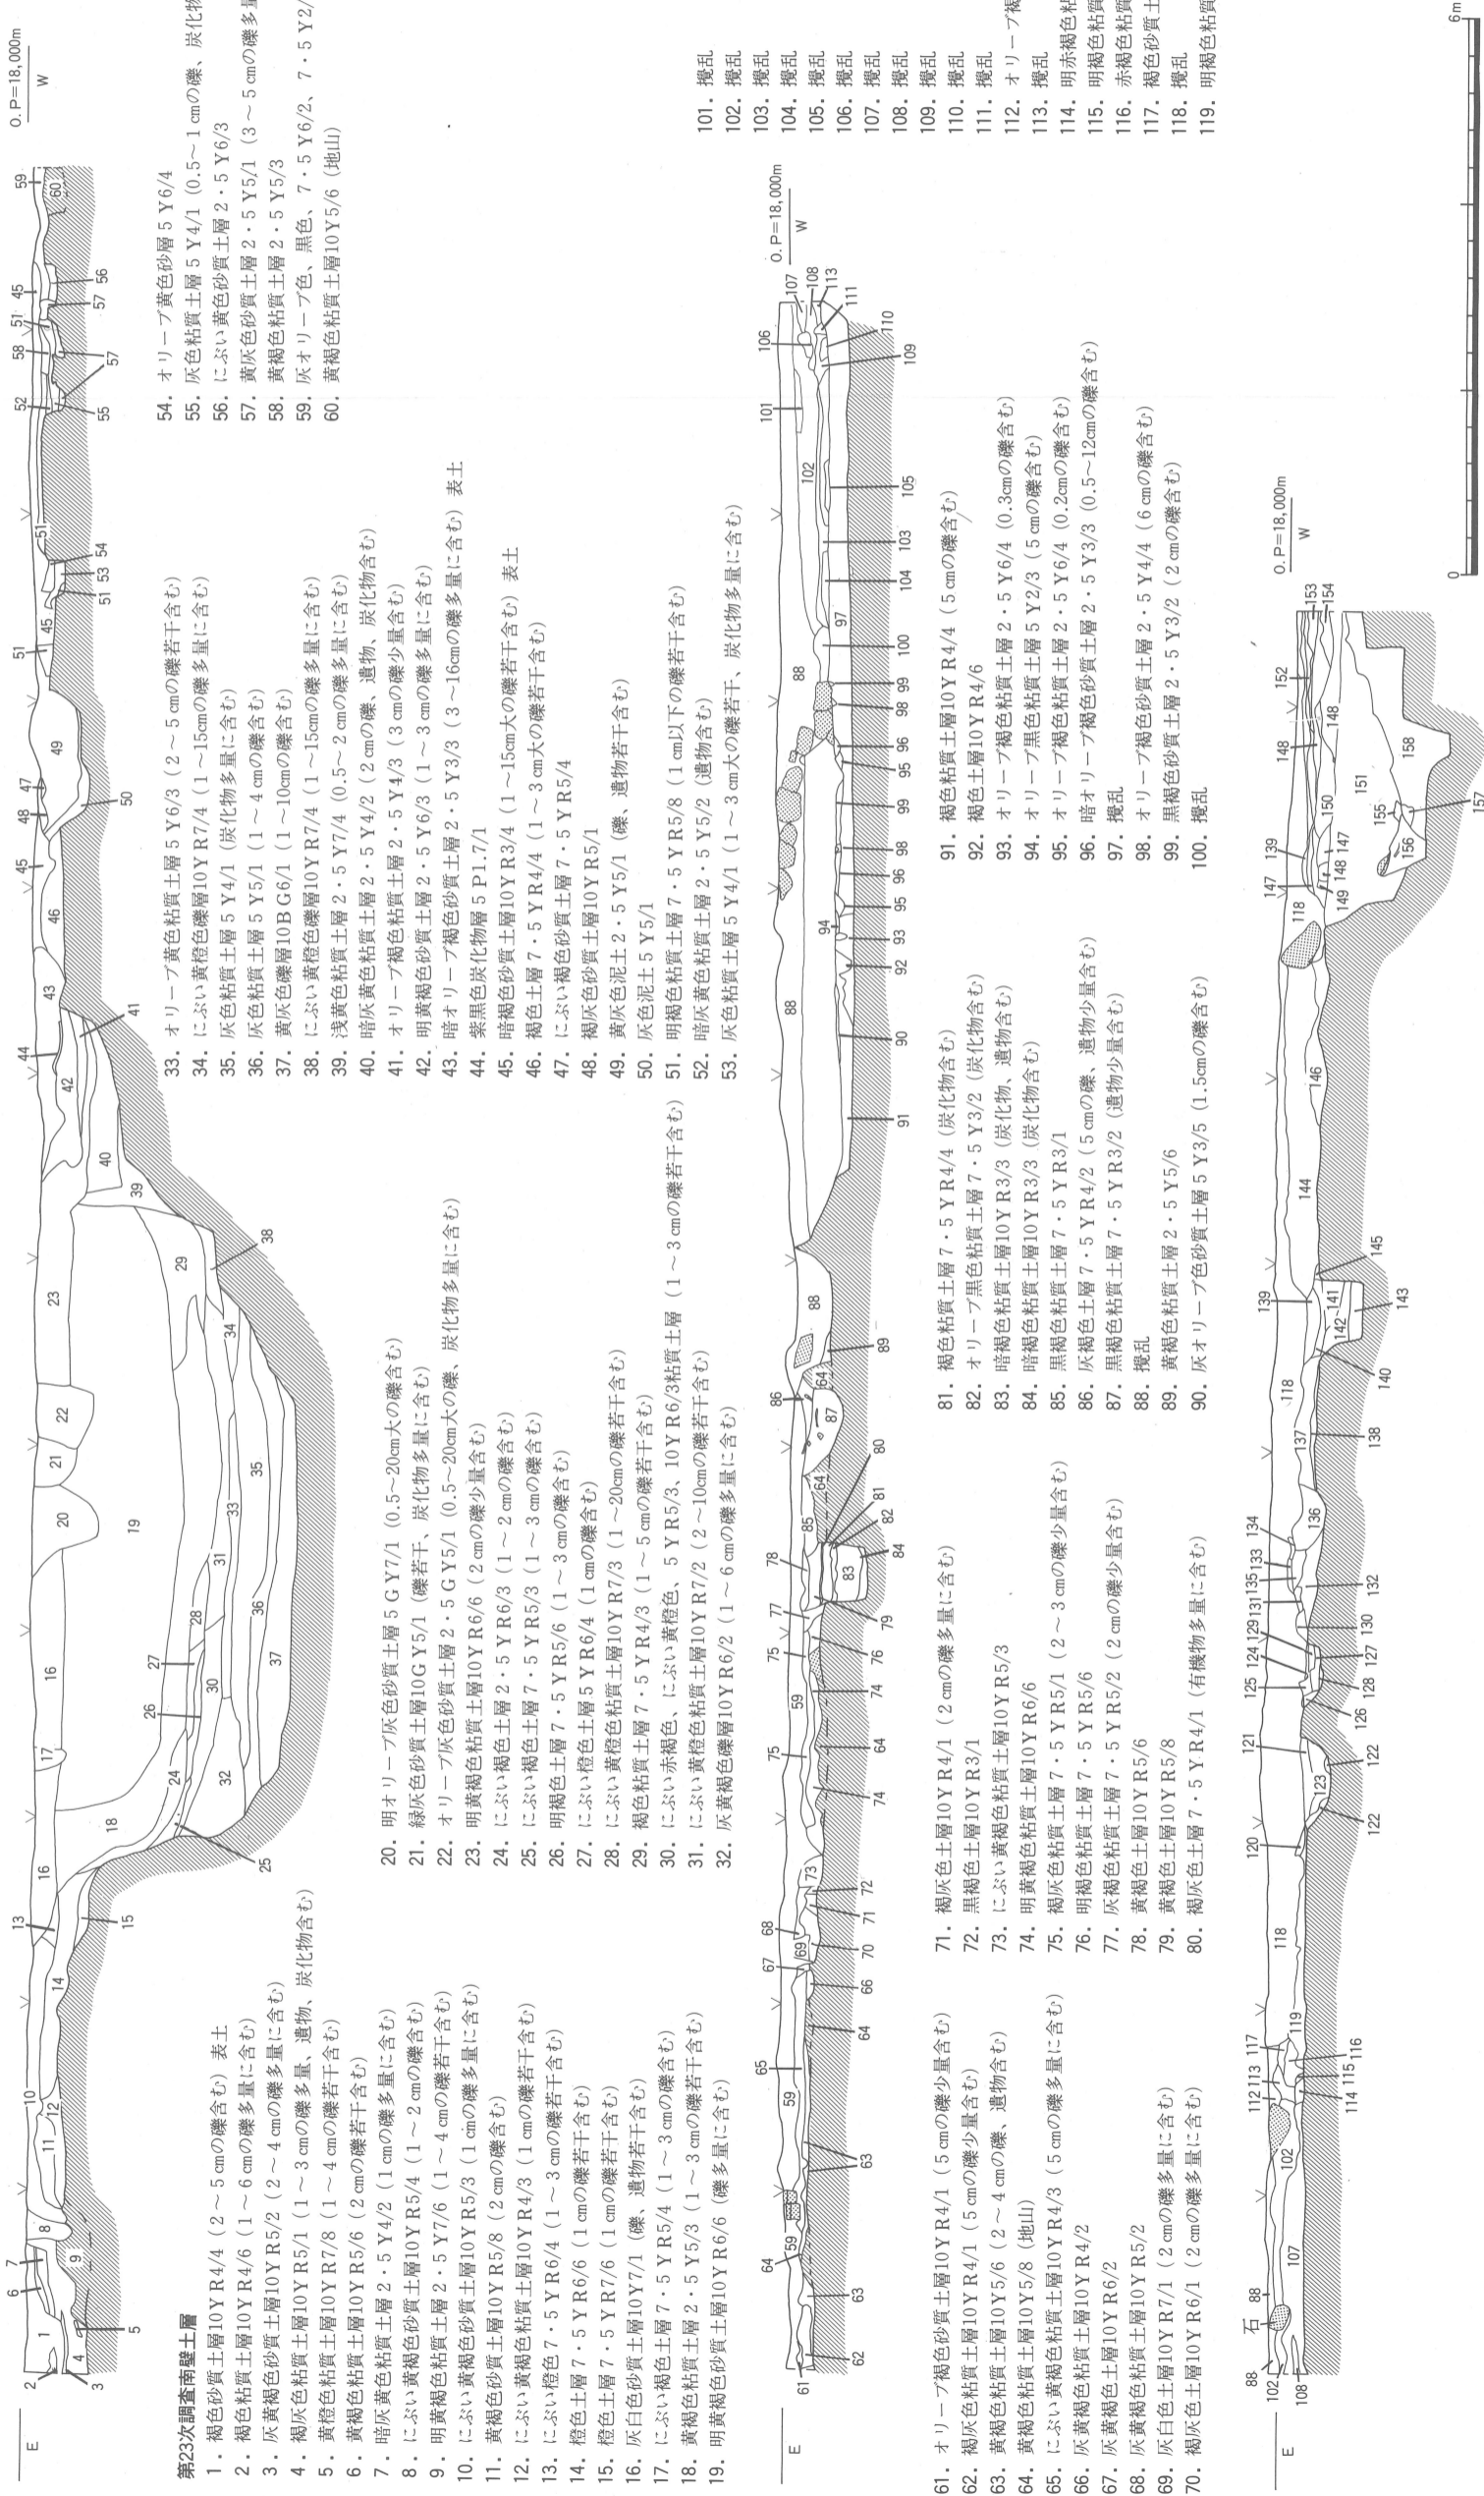 第23次調査南壁土層
1. 褐色砂質土層10YR4/4（2～5cmの礫含む）表土
2. 褐色粘質土層10YR4/6（1～6cmの礫多量に含む）
3. 灰黄褐色砂質土層10YR5/2（2～4cmの礫多量に含む）
4. 褐灰色粘質土層10YR5/1（1～3cmの礫多量、遺物、炭化物含む）
5. 黄橙色粘質土層10YR7/8（1～4cmの礫若干含む）
6. 黄褐色粘質土層10YR5/6（2cmの礫若干含む）
7. 暗灰黄色粘質土層2・5Y4/2（1cmの礫多量に含む）
8. にぶい黄褐色砂質土層10YR5/4（1～2cmの礫含む）
9. 明黄褐色粘質土層2・5Y7/6（1～4cmの礫若干含む）
10. にぶい黄褐色砂質土層10YR5/3（1cmの礫多量に含む）
11. 黄褐色砂質土層10YR5/8（2cmの礫含む）
12. にぶい黄褐色粘質土層10YR4/3（1cmの礫若干含む）
13. にぶい橙色7・5YR6/4（1～3cmの礫若干含む）
14. 橙色土層7・5YR6/6（1cmの礫若干含む）
15. 橙色土層7・5YR7/6（1cmの礫若干含む）
16. 灰白色砂質土層10Y7/1（礫、遺物若干含む）
17. にぶい褐色土層7・5YR5/4（1～3cmの礫含む）
18. 黄褐色粘質土層2・5Y5/3（1～3cmの礫若干含む）
19. 明黄褐色砂質土層10YR6/6（礫多量に含む）
20. 明オリーブ灰色砂質土層5GY7/1（0.5～20cm大の礫含む）
21. 緑灰色砂質土層10GY5/1（礫若干、炭化物多量に含む）
22. オリーブ灰色砂質土層2・5GY5/1（0.5～20cm大の礫、炭化物多量に含む）
23. 明黄褐色粘質土層10YR6/6（2cmの礫少量含む）
24. にぶい褐色土層2・5YR6/3（1～2cmの礫含む）
25. にぶい褐色土層7・5YR5/3（1～3cmの礫含む）
26. 明褐色土層7・5YR5/6（1～3cmの礫含む）
27. にぶい橙色土層5YR6/4（1cmの礫含む）
28. にぶい黄橙色粘質土層10YR7/3（1～20cmの礫若干含む）
29. 褐色粘質土層7・5YR4/3（1～5cmの礫若干含む）
30. にぶい赤褐色、にぶい黄橙色、5YR5/3、10YR6/3粘質土層（1～3cmの礫若干含む）
31. にぶい黄橙色粘質土層10YR7/2（2～10cmの礫若干含む）
32. 灰黄褐色礫層10YR6/2（1～6cmの礫多量に含む）
33. オリーブ黄色粘質土層5Y6/3（2～5cmの礫若干含む）
34. にぶい黄橙色礫層10YR7/4（1～15cmの礫多量に含む）
35. 灰色粘質土層5Y4/1（炭化物多量に含む）
36. 灰色粘質土層5Y5/1（1～4cmの礫含む）
37. 黄灰色礫層10BG6/1（1～10cmの礫含む）
38. にぶい黄橙色礫層10YR7/4（1～15cmの礫多量に含む）
39. 浅黄色粘質土層2・5Y7/4（0.5～2cmの礫多量に含む）
40. 暗灰黄色粘質土層2・5Y4/2（2cmの礫、遺物、炭化物含む）
41. オリーブ褐色粘質土層2・5Y4/3（3cmの礫少量含む）
42. 明黄褐色砂質土層2・5Y6/3（1～3cmの礫多量に含む）
43. 暗オリーブ褐色砂質土層2・5Y3/3（3～16cmの礫多量に含む）表土
44. 紫黒色炭化物層5P1.7/1
45. 暗褐色砂質土層10YR3/4（1～15cm大の礫若干含む）表土
46. 褐色土層7・5YR4/4（1～3cm大の礫若干含む）
47. にぶい褐色砂質土層7・5YR5/4
48. 褐灰色砂質土層10YR5/1
49. 黄灰色泥土2・5Y5/1（礫、遺物若干含む）
50. 灰色泥土5Y5/1
51. 明褐色粘質土層7・5YR5/8（1cm以下の礫若干含む）
52. 暗灰黄色粘土層2・5Y5/2（遺物含む）
53. 灰色粘質土層5Y4/1（1～3cm大の礫若干、炭化物多量に含む）
54. オリーブ黄色砂層5Y6/4
55. 灰色粘質土層5Y4/1（0.5～1cmの礫、炭化物
56. にぶい黄色砂質土層2・5Y6/3
57. 黄灰色砂質土層2・5Y5/1（3～5cmの礫多量
58. 黄褐色粘質土層2・5Y5/3
59. 灰オリーブ色、黒色、7・5Y6/2、7・5Y2/
60. 黄褐色粘質土層10Y5/6（地山）
61. オリーブ褐色砂質土層10YR4/1（5cmの礫少量含む）
62. 褐灰色粘質土層10YR4/1（5cmの礫少量含む）
63. 黄褐色粘質土層10Y5/6（2～4cmの礫、遺物含む）
64. 黄褐色粘質土層10Y5/8（地山）
65. にぶい黄褐色粘質土層10YR4/3（5cmの礫多量に含む）
66. 灰黄褐色粘質土層10YR4/2
67. 灰黄褐色土層10YR6/2
68. 灰黄褐色粘質土層10YR5/2
69. 灰白色土層10YR7/1（2cmの礫多量に含む）
70. 褐灰色土層10YR6/1（2cmの礫多量に含む）
71. 褐灰色土層10YR4/1（2cmの礫多量に含む）
72. 黒褐色土層10YR3/1
73. にぶい黄褐色粘質土層10YR5/3
74. 明黄褐色粘質土層10YR6/6
75. 褐灰色粘質土層7・5YR5/1（2～3cmの礫少量含む）
76. 明褐色粘質土層7・5YR5/6
77. 灰褐色粘質土層7・5YR5/2（2cmの礫少量含む）
78. 黄褐色土層10YR5/6
79. 黄褐色土層10YR5/8
80. 褐灰色土層7・5YR4/1（有機物多量に含む）
81. 褐色粘質土層7・5YR4/4（炭化物含む）
82. オリーブ黒色粘質土層7・5Y3/2（炭化物含む）
83. 暗褐色粘質土層10YR3/3（炭化物、遺物含む）
84. 暗褐色粘質土層10YR3/3（炭化物含む）
85. 黒褐色粘質土層7・5YR3/1
86. 灰褐色土層7・5YR4/2（5cmの礫、遺物少量含む）
87. 黒褐色粘質土層7・5YR3/2（遺物少量含む）
88. 攪乱
89. 黄褐色粘質土層2・5Y5/6
90. 灰オリーブ色砂質土層5Y3/5（1.5cmの礫含む）
91. 褐色粘質土層10YR4/4（5cmの礫含む）
92. 褐色土層10YR4/6
93. オリーブ褐色粘質土層2・5Y6/4（0.3cmの礫含む）
94. オリーブ黒色粘質土層5Y2/3（5cmの礫含む）
95. オリーブ褐色粘質土層2・5Y6/4（0.2cmの礫含む）
96. 暗オリーブ褐色砂質土層2・5Y3/3（0.5～12cmの礫含む）
97. 攪乱
98. オリーブ褐色砂質土層2・5Y4/4（6cmの礫含む）
99. 黒褐色砂質土層2・5Y3/2（2cmの礫含む）
100. 攪乱
101. 攪乱
102. 攪乱
103. 攪乱
104. 攪乱
105. 攪乱
106. 攪乱
107. 攪乱
108. 攪乱
109. 攪乱
110. 攪乱
111. 攪乱
112. オリーブ褐
113. 攪乱
114. 明赤褐色粘
115. 明褐色粘質
116. 赤褐色粘質
117. 褐色砂質土
118. 攪乱
119. 明褐色粘質
E
O.P=18,000m
W
E
O.P=18,000m
W
E
石
O.P=18,000m
W
0
6m